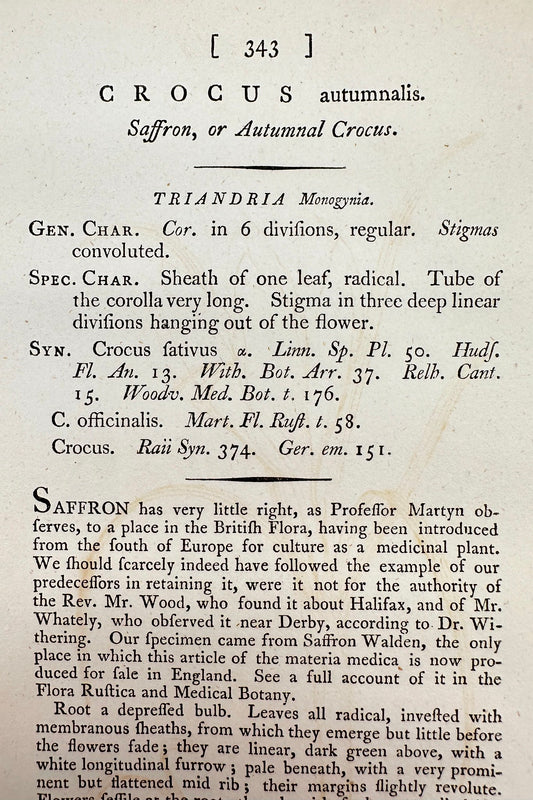 [ 343 ]
CROCUS autumnalis.
Saffron, or Autumnal Crocus.
TRIANDRIA Monogynia.
GEN. CHAR. Cor. in 6 diviſions, regular. Stigmas
convoluted.
SPEC. CHAR. Sheath of one leaf, radical. Tube of
the corolla very long. Stigma in three deep linear
diviſions hanging out of the flower.
SYN. Crocus ſativus α. Linn. Sp. Pl. 50. Hudſ.
Fl. An. 13. With. Bot. Arr. 37. Relh. Cant.
15. Woodv. Med. Bot. t. 176.
C. officinalis. Mart. Fl. Ruſt. t. 58.
Crocus. Raii Syn. 374. Ger. em. 151.
SAFFRON has very little right, as Profeſſor Martyn ob-
ſerves, to a place in the Britiſh Flora, having been introduced
from the ſouth of Europe for culture as a medicinal plant.
We ſhould ſcarcely indeed have followed the example of our
predeceſſors in retaining it, were it not for the authority of
the Rev. Mr. Wood, who found it about Halifax, and of Mr.
Whately, who obſerved it near Derby, according to Dr. Wi-
thering. Our ſpecimen came from Saffron Walden, the only
place in which this article of the materia medica is now pro-
duced for ſale in England. See a full account of it in the
Flora Ruſtica and Medical Botany.
Root a depreſſed bulb. Leaves all radical, inveſted with
membranous ſheaths, from which they emerge but little before
the flowers fade; they are linear, dark green above, with a
white longitudinal furrow; pale beneath, with a very promi-
nent but flattened mid rib; their margins ſlightly revolute.
Flowers ſeſſile at the root,